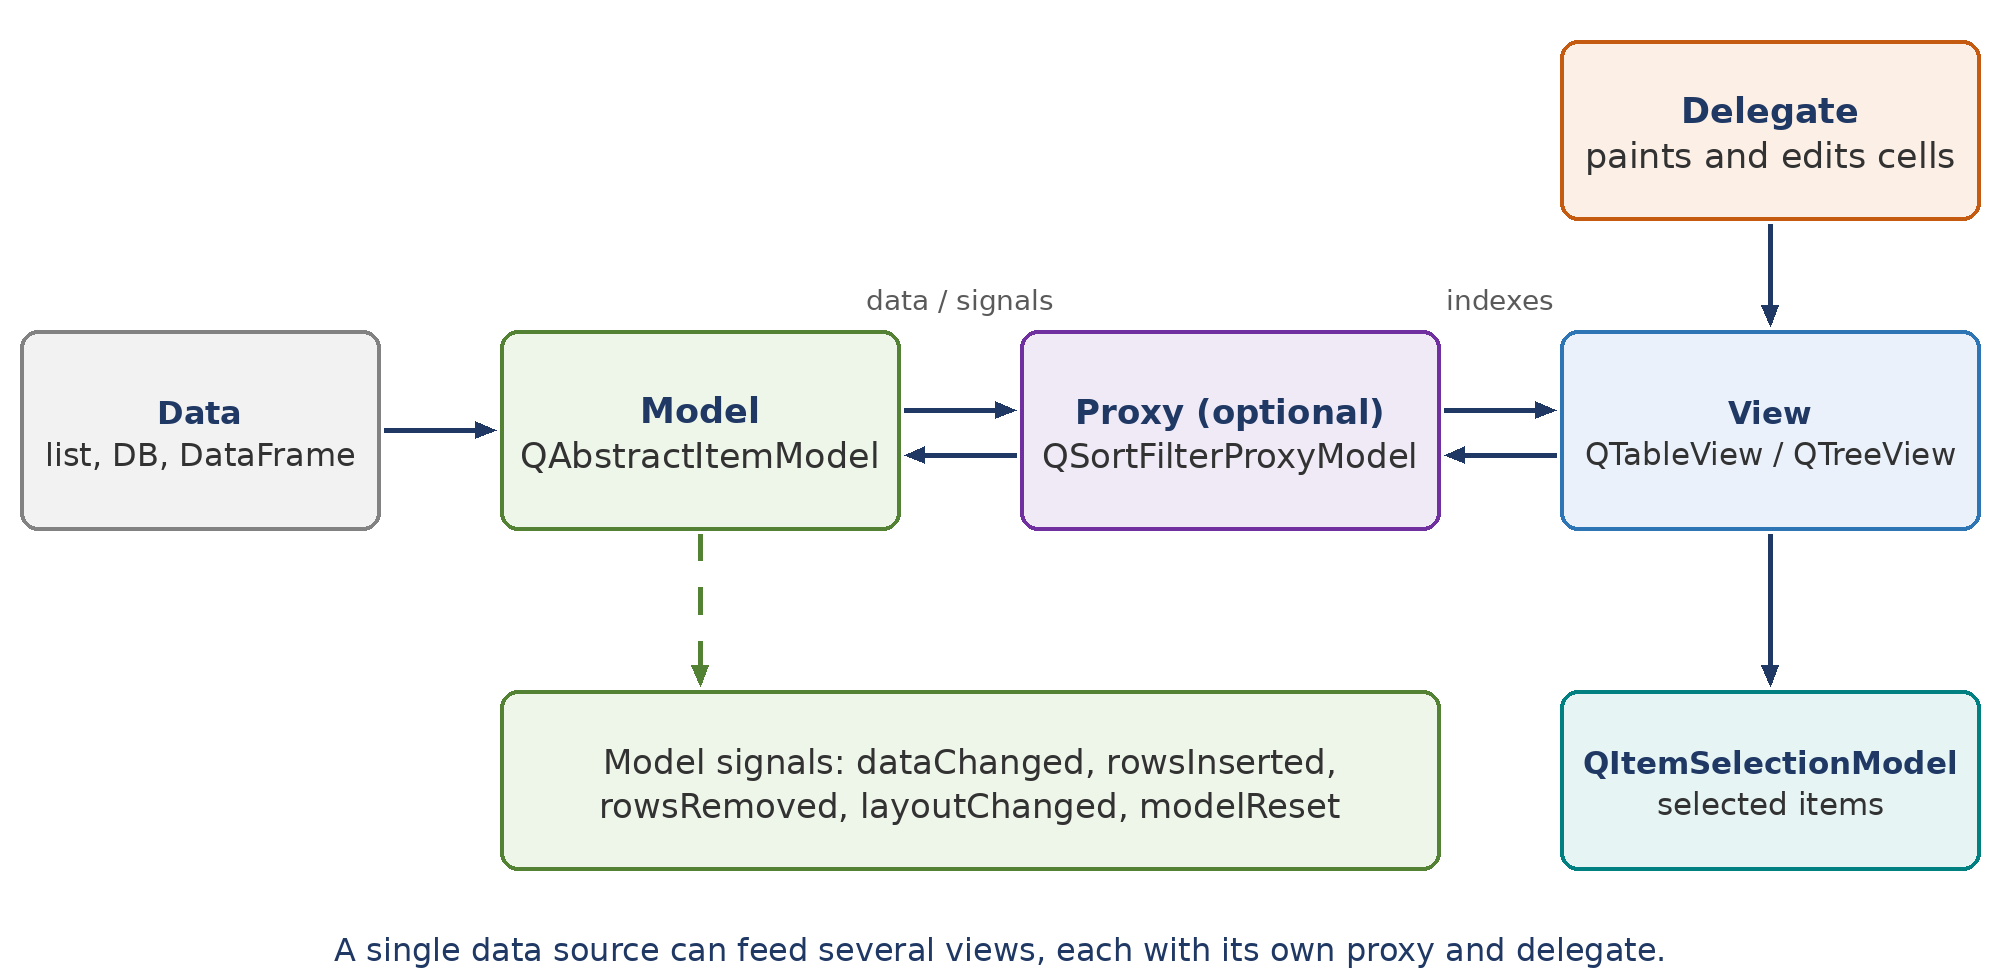 Delegate
paints and edits cells
data / signals
indexes
Data
list, DB, DataFrame
Model
QAbstractItemModel
Proxy (optional)
QSortFilterProxyModel
View
QTableView / QTreeView
Model signals: dataChanged, rowsInserted,
rowsRemoved, layoutChanged, modelReset
QItemSelectionModel
selected items
A single data source can feed several views, each with its own proxy and delegate.